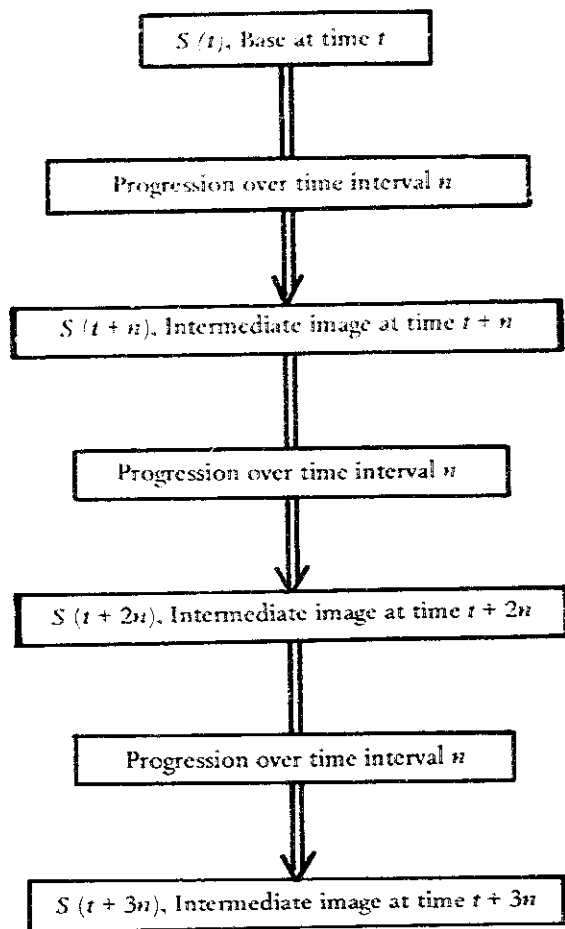 S (t), Base at time t
Progression over time interval n
S (t + n), Intermediate image at time t + n
Progression over time interval n
S (t + 2n), Intermediate image at time t + 2n
Progression over time interval n
S (t + 3n), Intermediate image at time t + 3n